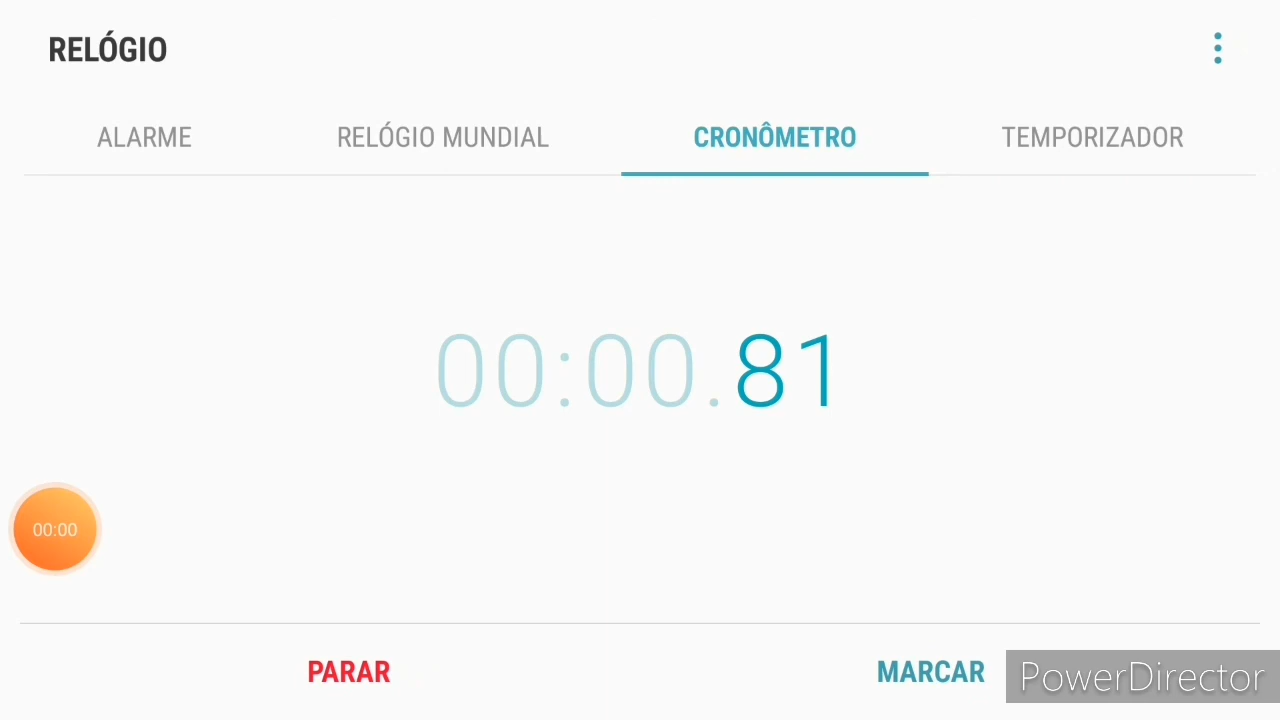 RELÓGIO
ALARME RELÓGIO MUNDIAL CRONÔMETRO TEMPORIZADOR
00:00.81
00:00
PARAR MARCAR
PowerDirector